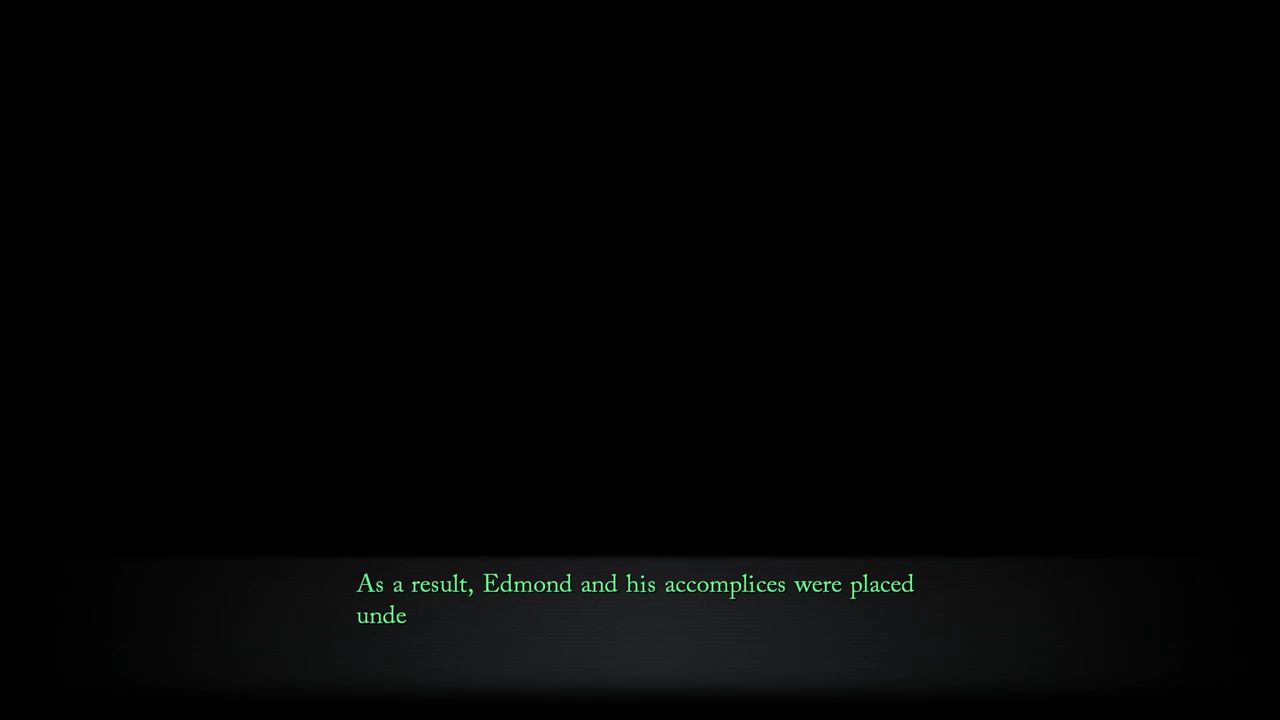 As a result, Edmond and his accomplices were placed
unde